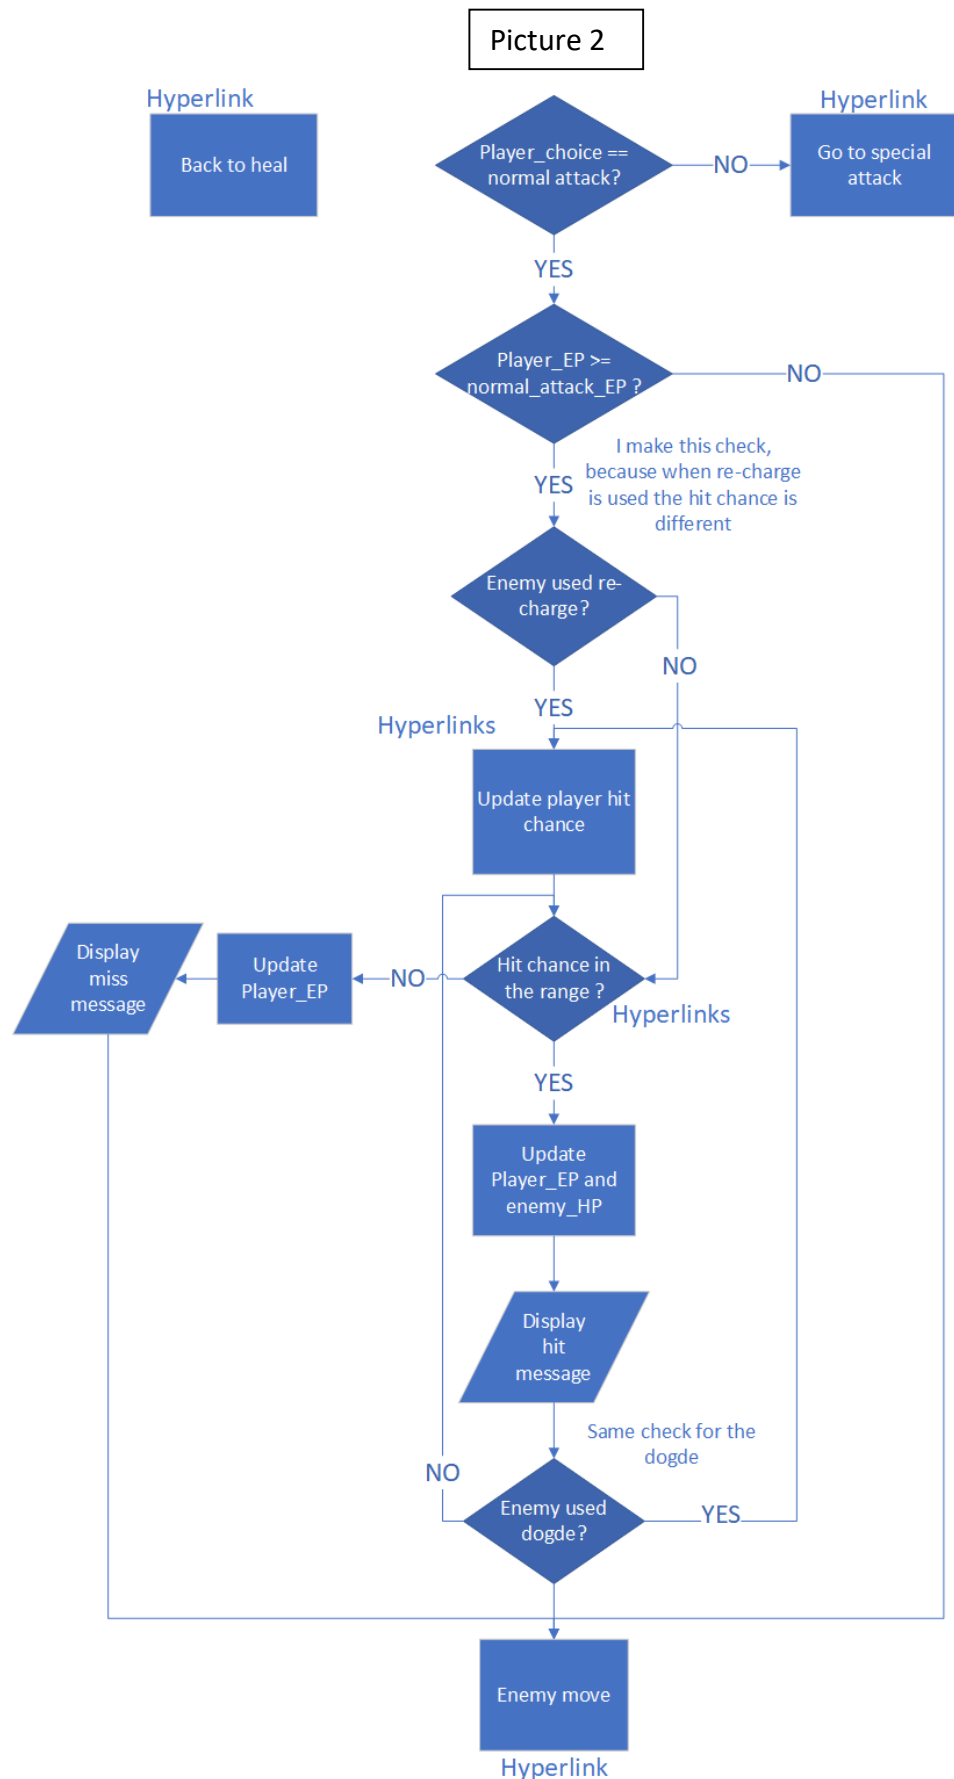 Picture 2
Hyperlink
Back to heal
Player_choice ==
normal attack?
NO
Hyperlink
Go to special
attack
YES
Player_EP >=
normal_attack_EP ?
NO
I make this check,
because when re-charge
is used the hit chance is
different
YES
Enemy used re-
charge?
NO
YES
Hyperlinks
Update player hit
chance
Display
miss
message
Update
Player_EP
NO
Hit chance in
the range ?
Hyperlinks
YES
Update
Player_EP and
enemy_HP
Display
hit
message
Same check for the
dogde
NO
Enemy used
dogde?
YES
Enemy move
Hyperlink